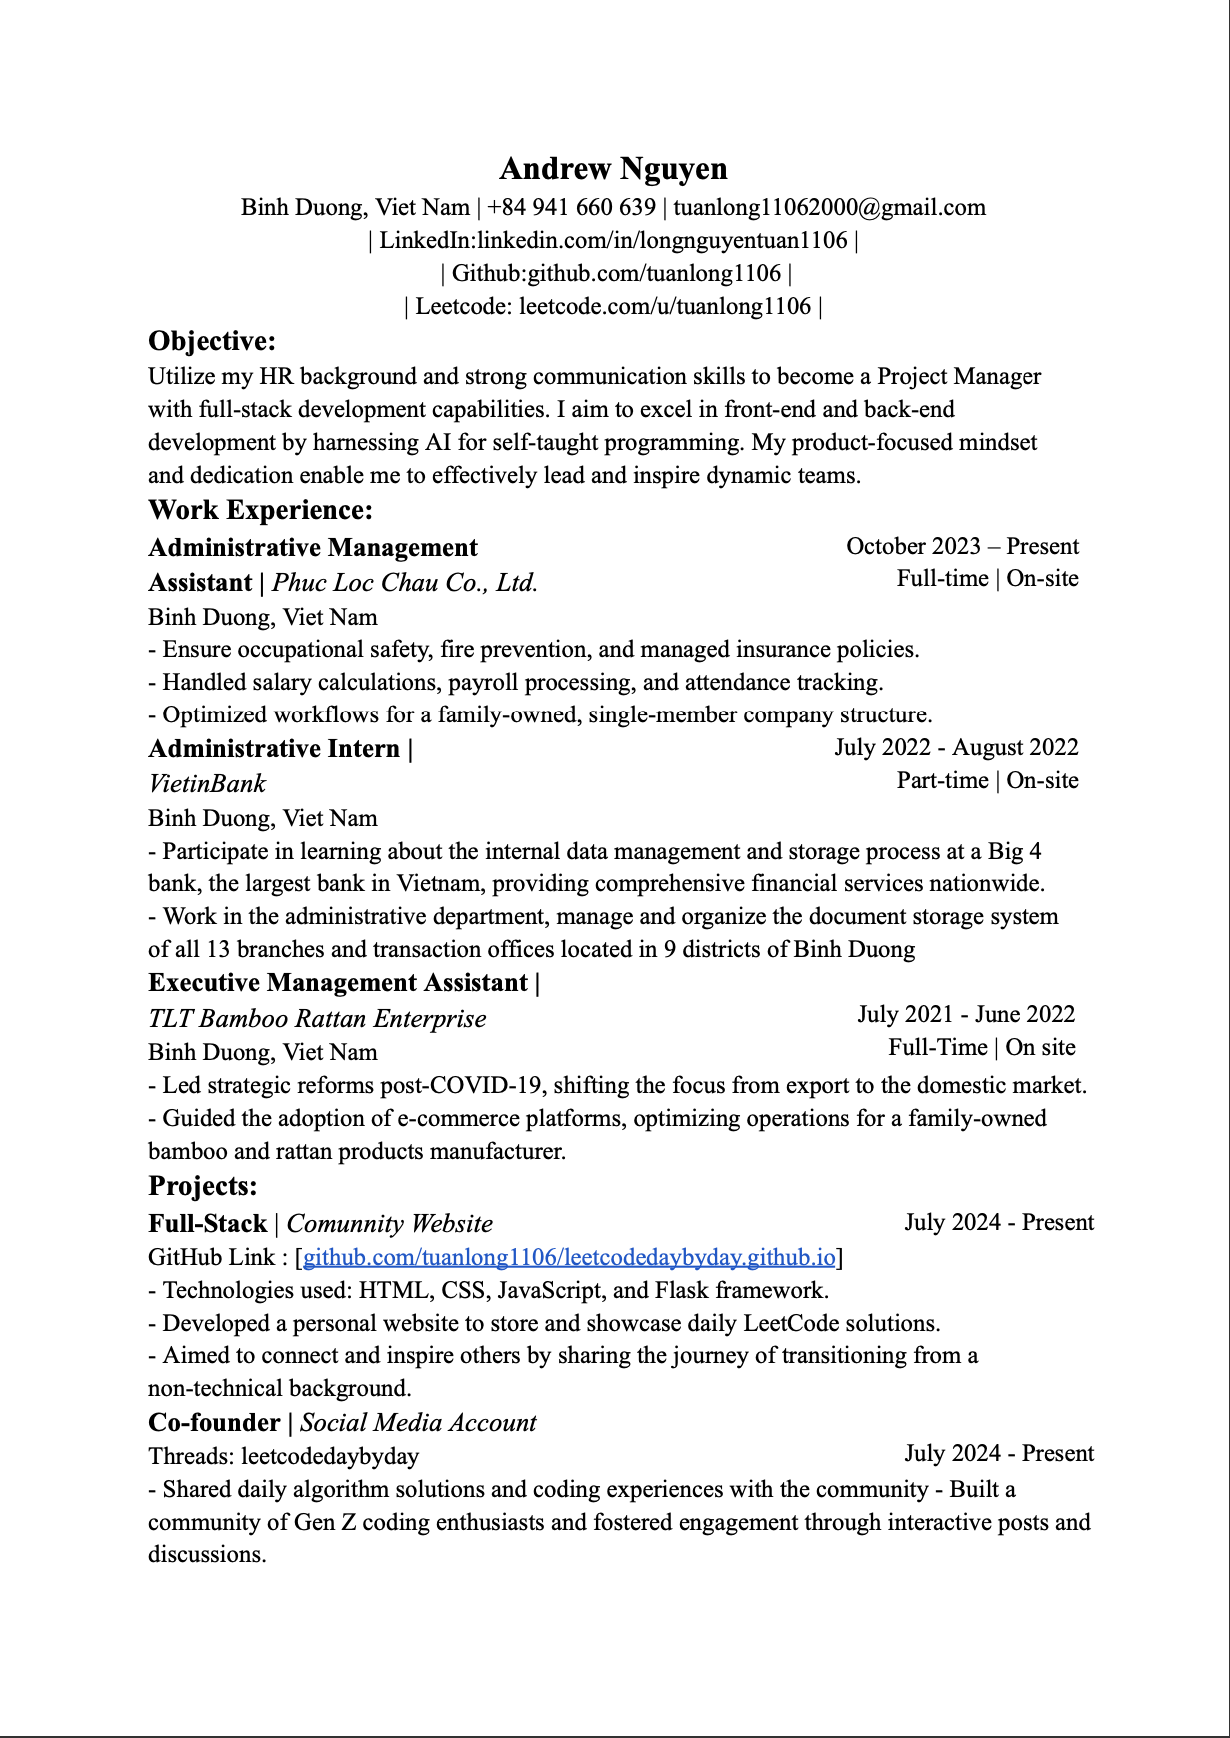 Andrew Nguyen
Binh Duong, Viet Nam | +84 941 660 639 | tuanlong11062000@gmail.com
| LinkedIn:linkedin.com/in/longnguyentuan1106 |
| Github:github.com/tuanlong1106 |
| Leetcode: leetcode.com/u/tuanlong1106 |
Objective:
Utilize my HR background and strong communication skills to become a Project Manager
with full-stack development capabilities. I aim to excel in front-end and back-end
development by harnessing AI for self-taught programming. My product-focused mindset
and dedication enable me to effectively lead and inspire dynamic teams.
Work Experience:
Administrative Management October 2023 – Present
Assistant | Phuc Loc Chau Co., Ltd. Full-time | On-site
Binh Duong, Viet Nam
- Ensure occupational safety, fire prevention, and managed insurance policies.
- Handled salary calculations, payroll processing, and attendance tracking.
- Optimized workflows for a family-owned, single-member company structure.
Administrative Intern | July 2022 - August 2022
VietinBank Part-time | On-site
Binh Duong, Viet Nam
- Participate in learning about the internal data management and storage process at a Big 4
bank, the largest bank in Vietnam, providing comprehensive financial services nationwide.
- Work in the administrative department, manage and organize the document storage system
of all 13 branches and transaction offices located in 9 districts of Binh Duong
Executive Management Assistant |
TLT Bamboo Rattan Enterprise July 2021 - June 2022
Binh Duong, Viet Nam Full-Time | On site
- Led strategic reforms post-COVID-19, shifting the focus from export to the domestic market.
- Guided the adoption of e-commerce platforms, optimizing operations for a family-owned
bamboo and rattan products manufacturer.
Projects:
Full-Stack | Comunnity Website July 2024 - Present
GitHub Link : [github.com/tuanlong1106/leetcodedaybyday.github.io]
- Technologies used: HTML, CSS, JavaScript, and Flask framework.
- Developed a personal website to store and showcase daily LeetCode solutions.
- Aimed to connect and inspire others by sharing the journey of transitioning from a
non-technical background.
Co-founder | Social Media Account
Threads: leetcodedaybyday July 2024 - Present
- Shared daily algorithm solutions and coding experiences with the community - Built a
community of Gen Z coding enthusiasts and fostered engagement through interactive posts and
discussions.